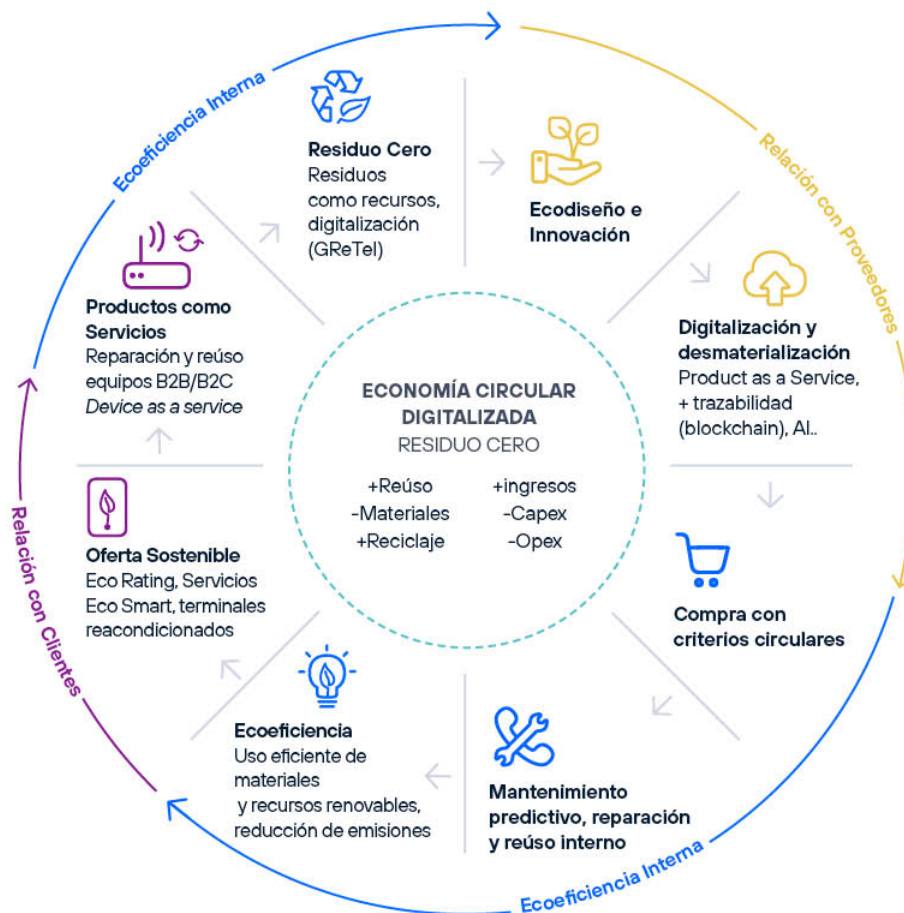 Ecoeficiencia Interna
Relación con Proveedores
Residuo Cero
Residuos
como recursos,
digitalización
(GReTel)
Ecodiseño e
Innovación
Digitalización y
desmaterialización
Product as a Service,
+ trazabilidad
(blockchain), AI..
Compra con
criterios circulares
Mantenimiento
predictivo, reparación
y reúso interno
Ecoeficiencia Interna
Ecoeficiencia
Uso eficiente de
materiales
y recursos renovables,
reducción de emisiones
Relación con Clientes
Oferta Sostenible
Eco Rating, Servicios
Eco Smart, terminales
reacondicionados
Productos como
Servicios
Reparación y reúso
equipos B2B/B2C
Device as a service
ECONOMÍA CIRCULAR
DIGITALIZADA
RESIDUO CERO
+Reúso +ingresos
-Materiales -Capex
+Reciclaje -Opex